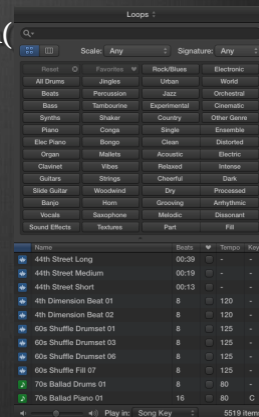 Loops
Scale: Any Signature: Any
Reset Favorites Rock/Blues Electronic
All Drums Jingles Urban World
Beats Percussion Jazz Orchestral
Bass Tambourine Experimental Cinematic
Synths Shaker Country Other Genre
Piano Conga Single Ensemble
Elec Piano Bongo Clean Distorted
Organ Mallets Acoustic Electric
Clavinet Vibes Relaxed Intense
Guitars Strings Cheerful Dark
Slide Guitar Woodwind Dry Processed
Banjo Horn Grooving Arrhythmic
Vocals Saxophone Melodic Dissonant
Sound Effects Textures Part Fill
Name Beats Tempo Key
44th Street Long 00:39 - -
44th Street Medium 00:19 - -
44th Street Short 00:13 - -
4th Dimension Beat 01 8 120 -
4th Dimension Beat 02 8 120 -
60s Shuffle Drumset 01 8 125 -
60s Shuffle Drumset 03 8 125 -
60s Shuffle Drumset 06 8 125 -
60s Shuffle Fill 07 8 125 -
70s Ballad Drums 01 8 80 -
70s Ballad Piano 01 16 80 C
Play in: Song Key 5519 items